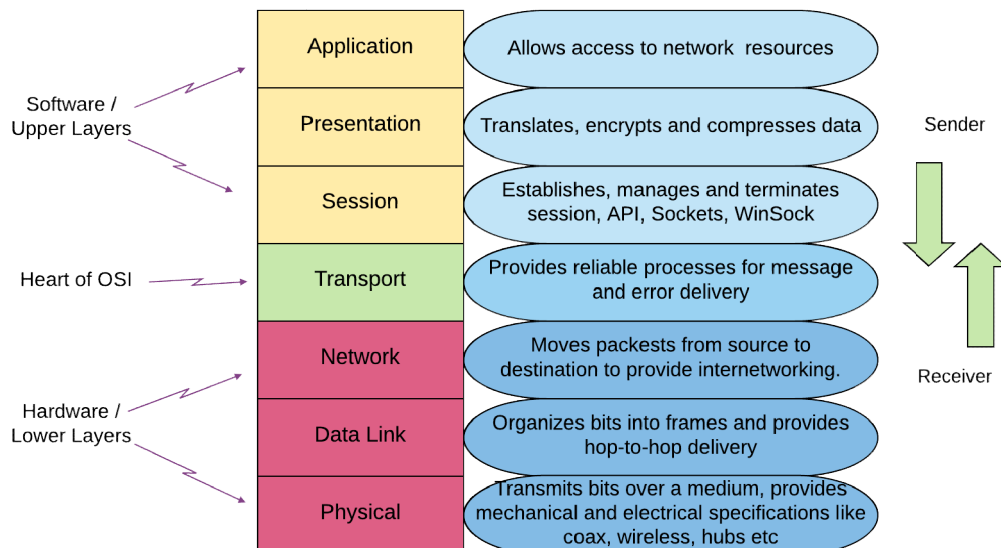 Application
Allows access to network resources
Software /
Upper Layers
Presentation
Translates, encrypts and compresses data
Sender
Session
Establishes, manages and terminates
session, API, Sockets, WinSock
Heart of OSI
Transport
Provides reliable processes for message
and error delivery
Network
Moves packests from source to
destination to provide internetworking.
Receiver
Hardware /
Lower Layers
Data Link
Organizes bits into frames and provides
hop-to-hop delivery
Physical
Transmits bits over a medium, provides
mechanical and electrical specifications like
coax, wireless, hubs etc